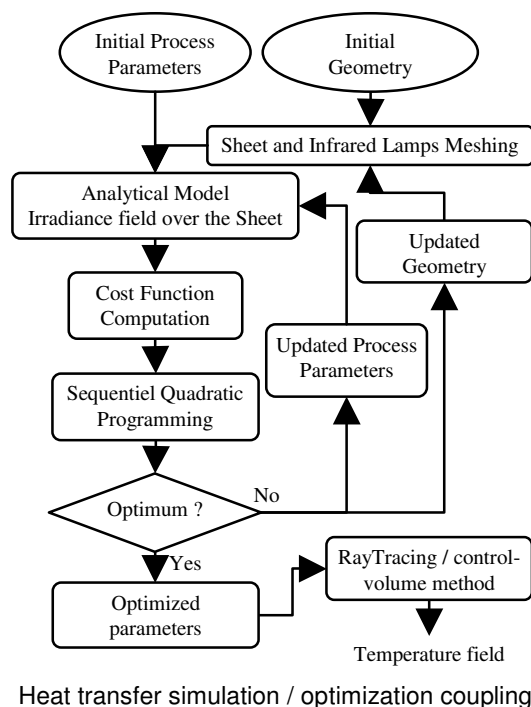 Initial Process
Parameters
Initial
Geometry
Sheet and Infrared Lamps Meshing
Analytical Model
Irradiance field over the Sheet
Updated
Geometry
Cost Function
Computation
Updated Process
Parameters
Sequentiel Quadratic
Programming
Optimum ?
No
Yes
Optimized
parameters
RayTracing / control-
volume method
Temperature field
Heat transfer simulation / optimization coupling